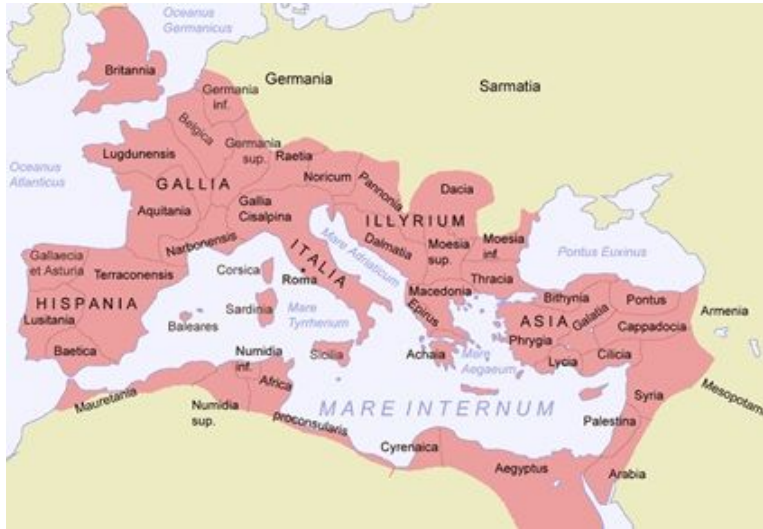 Oceanus
Germanicus
Britannia
Germania
Sarmatia
Germania
inf.
Belgica
Oceanus
Atlanticus
Lugdunensis
Germania
sup.
Raetia
Noricum
Pannonia
Dacia
GALLIA
Aquitania
Gallia
Cisalpina
ILLYRIUM
Dalmatia
Moesia
sup.
Moesia
inf.
Pontus Euxinus
Narbonensis
ITALIA
Mare Adriaticum
Gallaecia
et Asturia
Terraconensis
Corsica
Roma
Thracia
Macedonia
Epirus
Bithynia
Pontus
Galatia
Armenia
HISPANIA
Lusitania
Baetica
Baleares
Sardinia
Mare
Tyrrhenum
ASIA
Phrygia
Cappadocia
Cilicia
Lycia
Achaia
Mare
Aegaeum
Sicilia
Numidia
inf.
Africa
proconsularis
Mauretania
Numidia
sup.
MARE INTERNUM
Syria
Mesopotam
Palestina
Cyrenaica
Aegyptus
Arabia